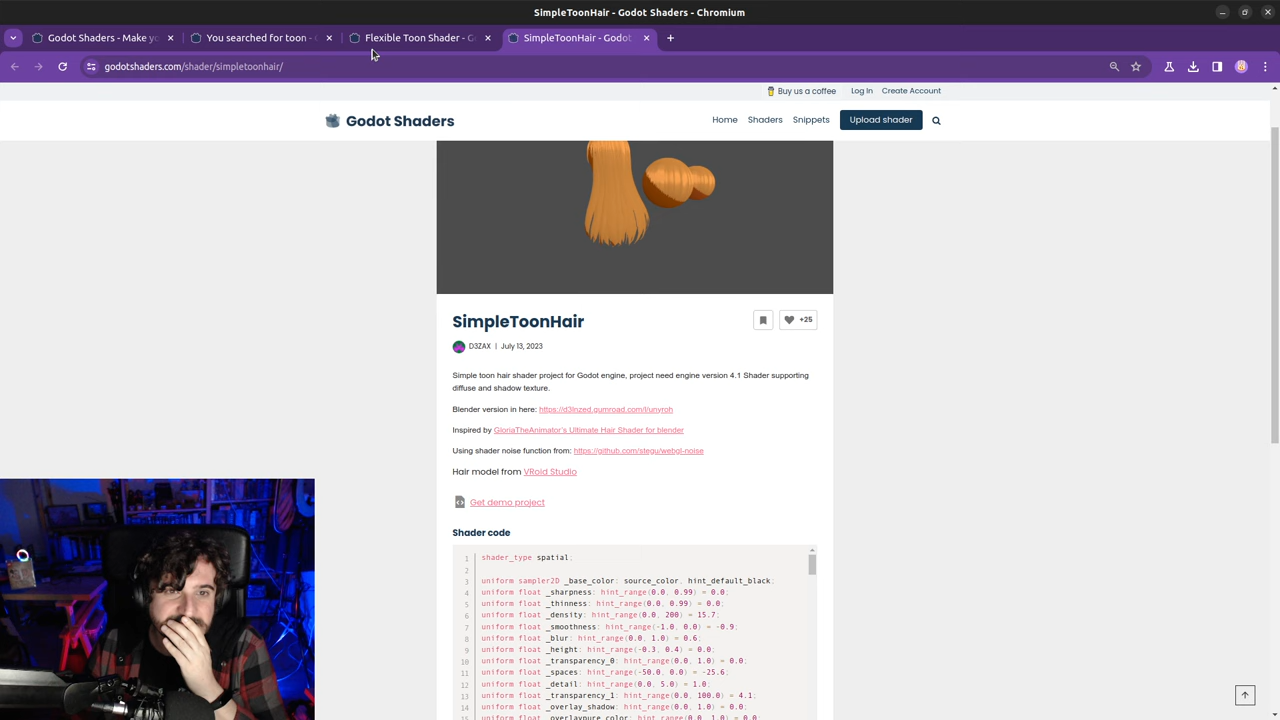 SimpleToonHair - Godot Shaders - Chromium
Godot Shaders - Make yo
You searched for toon -
Flexible Toon Shader - G
SimpleToonHair - Godot
godotshaders.com/shader/simpletoonhair/
Buy us a coffee
Log In
Create Account
Godot Shaders
Home
Shaders
Snippets
Upload shader
SimpleToonHair
+25
D3ZAX | July 13, 2023
Simple toon hair shader project for Godot engine, project need engine version 4.1 Shader supporting
diffuse and shadow texture.
Blender version in here: https://d3lnzed.gumroad.com/l/unyroh
Inspired by GloriaTheAnimator's Ultimate Hair Shader for blender
Using shader noise function from: https://github.com/stegu/webgl-noise
Hair model from VRoid Studio
Get demo project
Shader code
1 shader_type spatial;
2
3 uniform sampler2D _base_color: source_color, hint_default_black;
4 uniform float _sharpness: hint_range(0.0, 0.99) = 0.0;
5 uniform float _thinness: hint_range(0.0, 0.99) = 0.0;
6 uniform float _density: hint_range(0.0, 200) = 15.7;
7 uniform float _smoothness: hint_range(-1.0, 0.0) = -0.9;
8 uniform float _blur: hint_range(0.0, 1.0) = 0.6;
9 uniform float _height: hint_range(-0.3, 0.4) = 0.0;
10 uniform float _transparency_0: hint_range(0.0, 1.0) = 0.0;
11 uniform float _spaces: hint_range(-50.0, 0.0) = -25.6;
12 uniform float _detail: hint_range(0.0, 5.0) = 1.0;
13 uniform float _transparency_1: hint_range(0.0, 100.0) = 4.1;
14 uniform float _overlay_shadow: hint_range(0.0, 1.0) = 0.0;
15 uniform float _overlaypure_color: hint_range(0.0, 1.0) = 0.0;